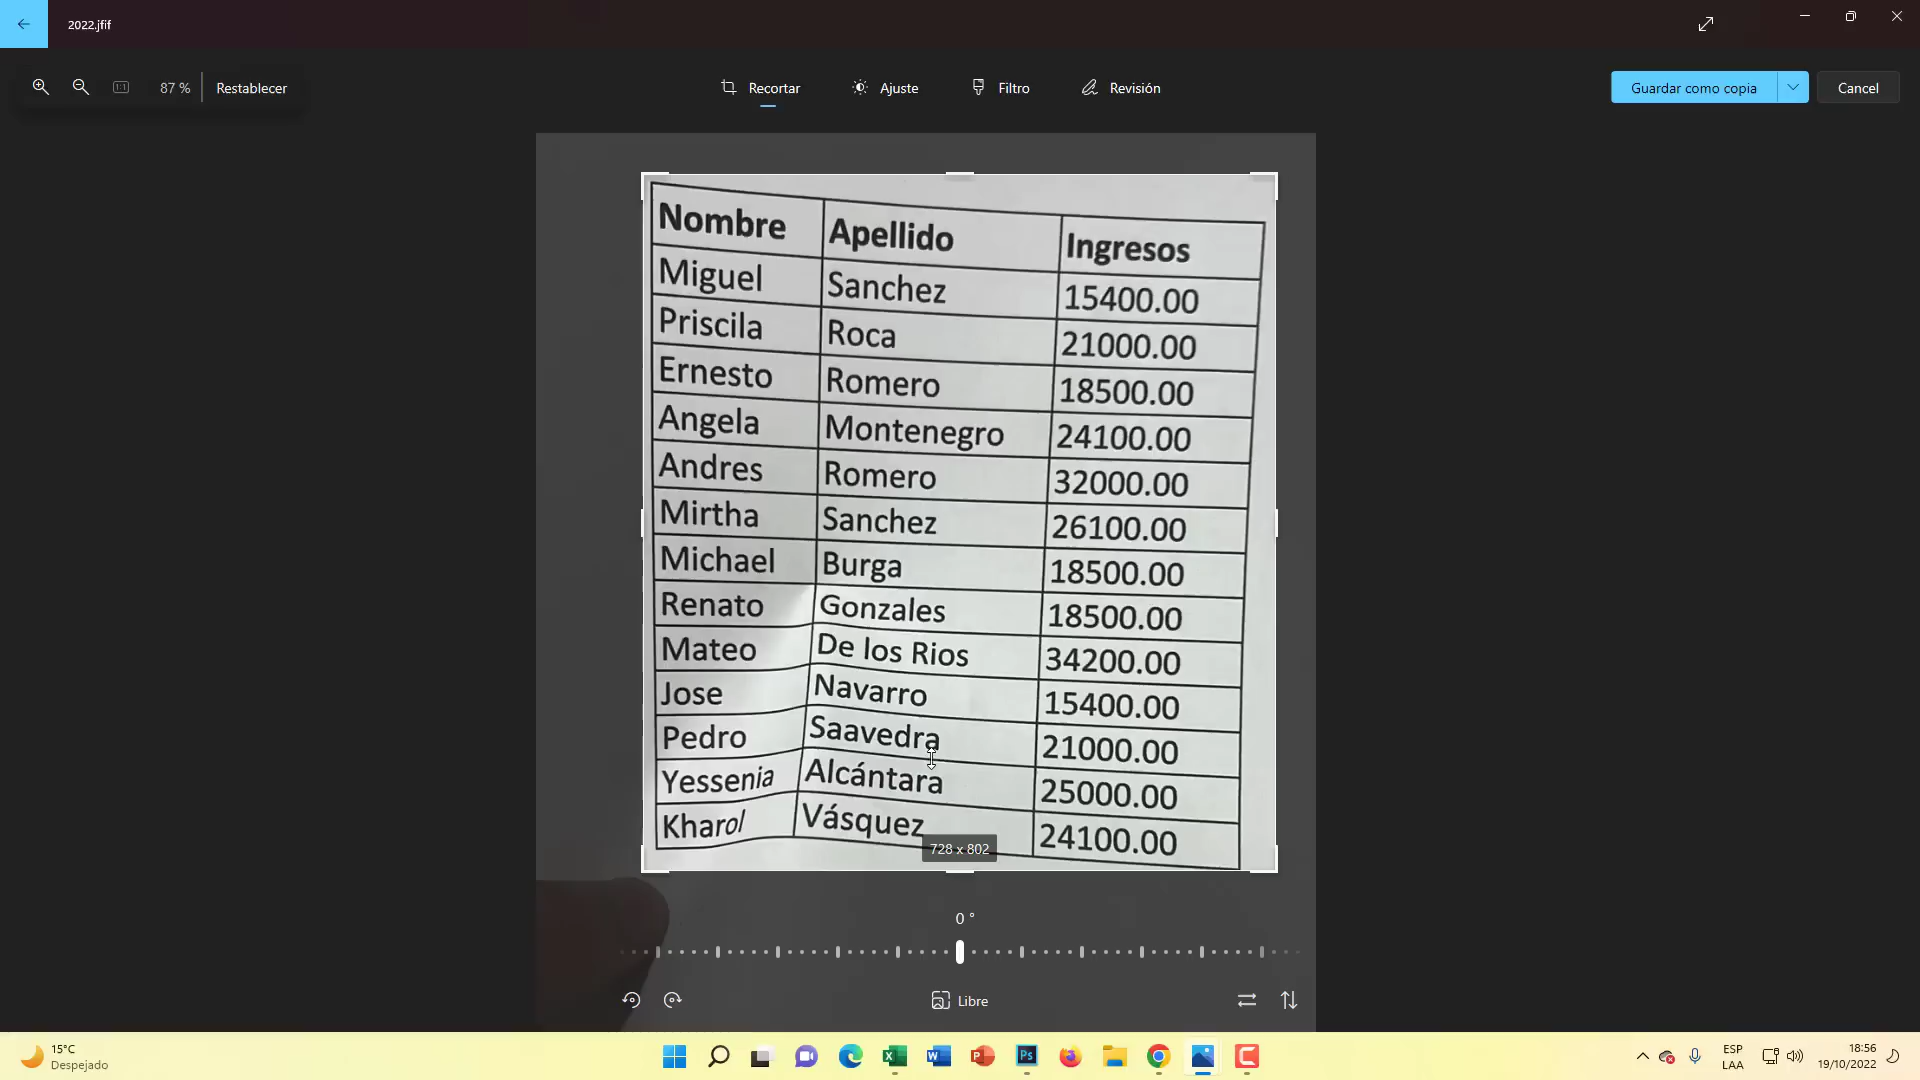 2022.jfif
87 % Restablecer Recortar Ajuste Filtro Revisión Guardar como copia Cancel
Nombre Apellido Ingresos
Miguel Sanchez 15400.00
Priscila Roca 21000.00
Ernesto Romero 18500.00
Angela Montenegro 24100.00
Andres Romero 32000.00
Mirtha Sanchez 26100.00
Michael Burga 18500.00
Renato Gonzales 18500.00
Mateo De los Rios 34200.00
Jose Navarro 15400.00
Pedro Saavedra 21000.00
Yessenia Alcántara 25000.00
Kharol Vásquez 24100.00
728 x 802
0 °
Libre
15°C
Despejado
ESP
LAA
18:56
19/10/2022